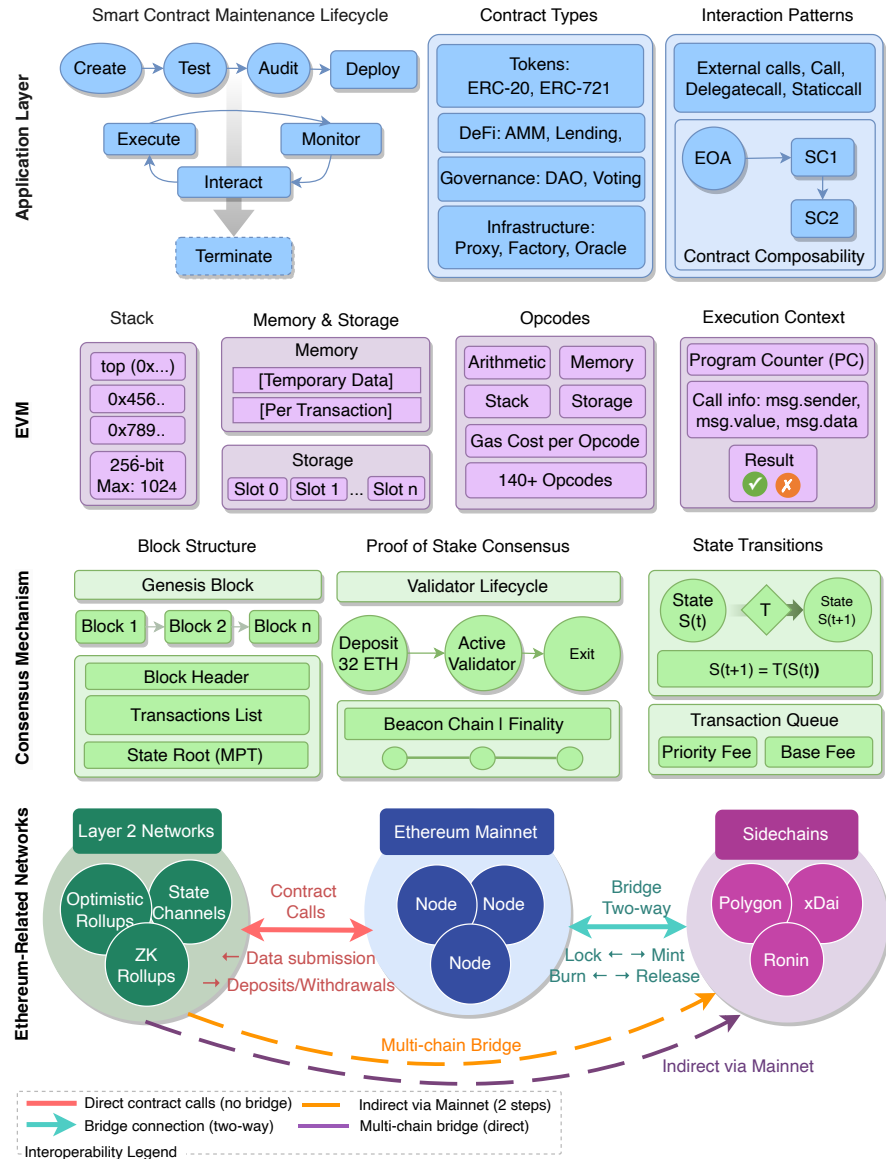 Smart Contract Maintenance Lifecycle
Contract Types
Interaction Patterns
Application Layer
Create
Test
Audit
Deploy
Execute
Monitor
Interact
Terminate
Tokens:
ERC-20, ERC-721
DeFi: AMM, Lending,
Governance: DAO, Voting
Infrastructure:
Proxy, Factory, Oracle
External calls, Call,
Delegatecall, Staticcall
EOA
SC1
SC2
Contract Composability
EVM
Stack
top (0x...)
0x456..
0x789..
256-bit
Max: 1024
Memory & Storage
Memory
[Temporary Data]
[Per Transaction]
Storage
Slot 0
Slot 1
...
Slot n
Opcodes
Arithmetic
Memory
Stack
Storage
Gas Cost per Opcode
140+ Opcodes
Execution Context
Program Counter (PC)
Call info: msg.sender,
msg.value, msg.data
Result
✓
✗
Consensus Mechanism
Block Structure
Genesis Block
Block 1
Block 2
Block n
Block Header
Transactions List
State Root (MPT)
Proof of Stake Consensus
Validator Lifecycle
Deposit
32 ETH
Active
Validator
Exit
Beacon Chain | Finality
State Transitions
State
S(t)
T
State
S(t+1)
S(t+1) = T(S(t))
Transaction Queue
Priority Fee
Base Fee
Ethereum-Related Networks
Layer 2 Networks
Optimistic
Rollups
State
Channels
ZK
Rollups
Contract
Calls
← Data submission
→ Deposits/Withdrawals
Ethereum Mainnet
Node
Node
Node
Bridge
Two-way
Lock ← → Mint
Burn ← → Release
Sidechains
Polygon
xDai
Ronin
Multi-chain Bridge
Indirect via Mainnet
Direct contract calls (no bridge)
Indirect via Mainnet (2 steps)
Bridge connection (two-way)
Multi-chain bridge (direct)
Interoperability Legend